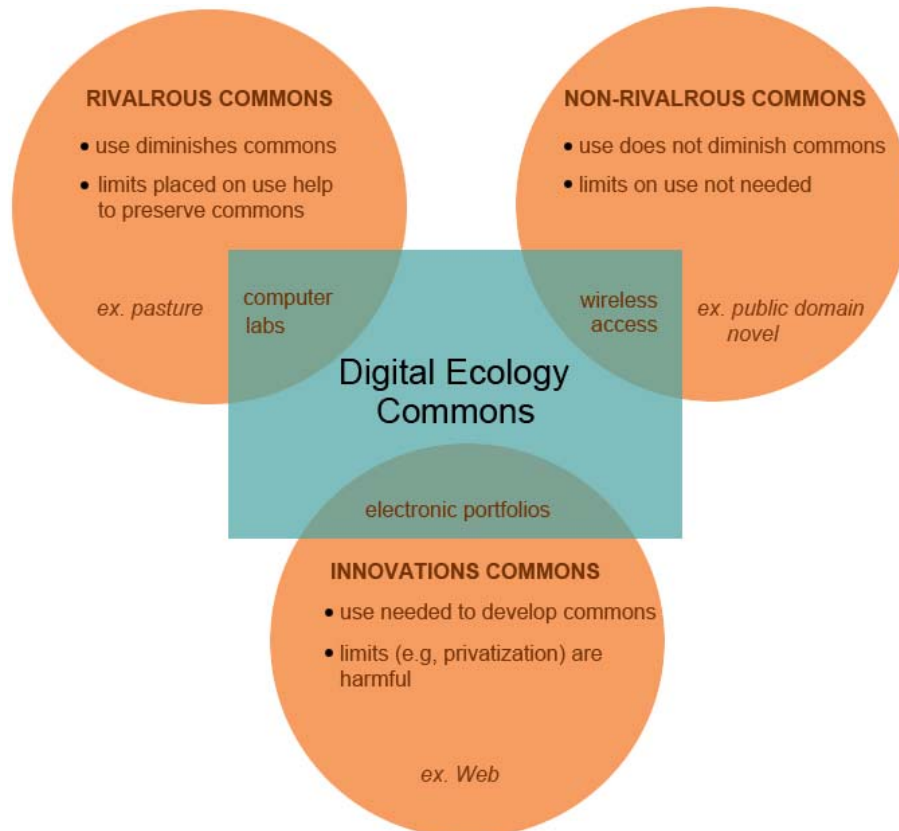 RIVALROUS COMMONS
• use diminishes commons
• limits placed on use help
to preserve commons
ex. pasture
computer
labs
NON-RIVALROUS COMMONS
• use does not diminish commons
• limits on use not needed
wireless
access
ex. public domain
novel
Digital Ecology
Commons
electronic portfolios
INNOVATIONS COMMONS
• use needed to develop commons
• limits (e.g, privatization) are
harmful
ex. Web